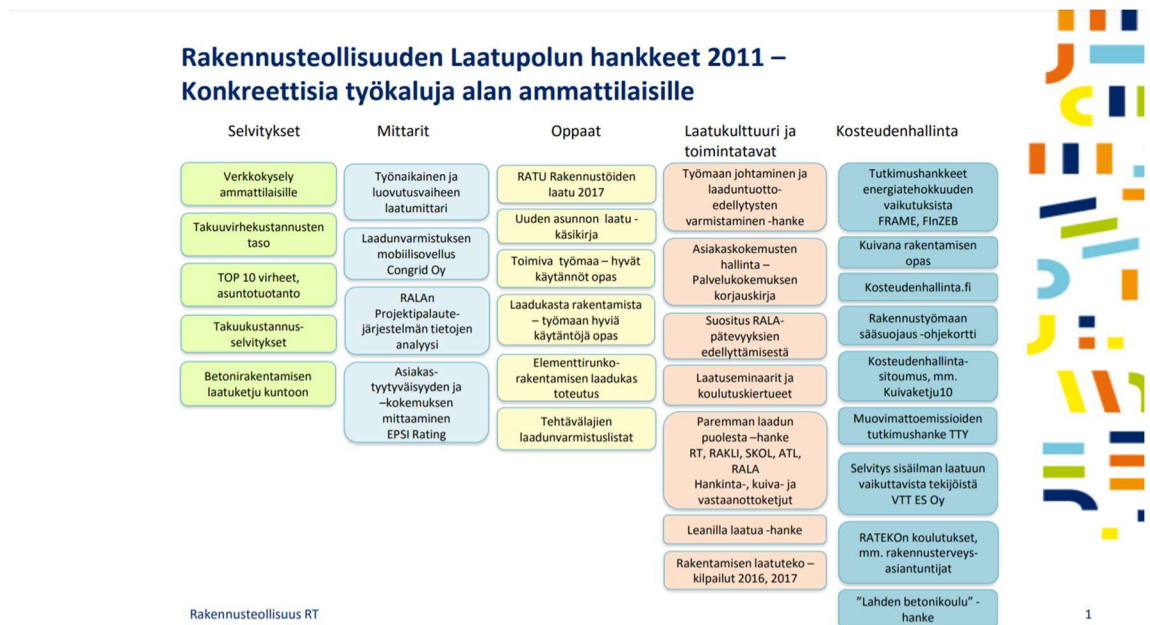 Rakennusteollisuuden Laatupolun hankkeet 2011 –
Konkreettisia työkaluja alan ammattilaisille
Selvitykset
Verkkokysely
ammattilaisille
Takuuvirhekustannusten
taso
TOP 10 virheet,
asuntotuotanto
Takuukustannus-
selvitykset
Betonirakentamisen
laatuketju kuntoon
Mittarit
Työnaikainen ja
luovutusvaiheen
laatumittari
Laadunvarmistuksen
mobiilisovellus
Congrid Oy
RALAn
Projektipalaute-
järjestelmän tietojen
analyysi
Asiakas-
tyytyväisyyden ja
–kokemuksen
mittaaminen
EPSI Rating
Oppaat
RATU Rakennustöiden
laatu 2017
Uuden asunnon laatu -
käsikirja
Toimiva työmaa – hyvät
käytännöt opas
Laadukasta rakentamista
– työmaan hyviä
käytäntöjä opas
Elementtirunko-
rakentamisen laadukas
toteutus
Tehtävälajien
laadunvarmistuslistat
Laatukulttuuri ja
toimintatavat
Työmaan johtaminen ja
laaduntuotto-
edellytysten
varmistaminen -hanke
Asiakaskokemusten
hallinta –
Palvelukokemuksen
korjauskirja
Suositus RALA-
pätevyyksien
edellyttämisestä
Laatuseminaarit ja
koulutuskiertueet
Paremman laadun
puolesta –hanke
RT, RAKLI, SKOL, ATL,
RALA
Hankinta-, kuiva- ja
vastaanottoketjut
Leanilla laatua -hanke
Rakentamisen laatuteko –
kilpailut 2016, 2017
Kosteudenhallinta
Tutkimushankkeet
energiatehokkuuden
vaikutuksista
FRAME, FInZEB
Kuivana rakentamisen
opas
Kosteudenhallinta.fi
Rakennustyömaan
sääsuojaus -ohjekortti
Kosteudenhallinta-
sitoumus, mm.
Kuivaketju10
Muovimattoemissioiden
tutkimushanke TTY
Selvitys sisäilman laatuun
vaikuttavista tekijöistä
VTT ES Oy
RATEKOn koulutukset,
mm. rakennusterveys-
asiantuntijat
”Lahden betonikoulu” -
hanke
Rakennusteollisuus RT
1